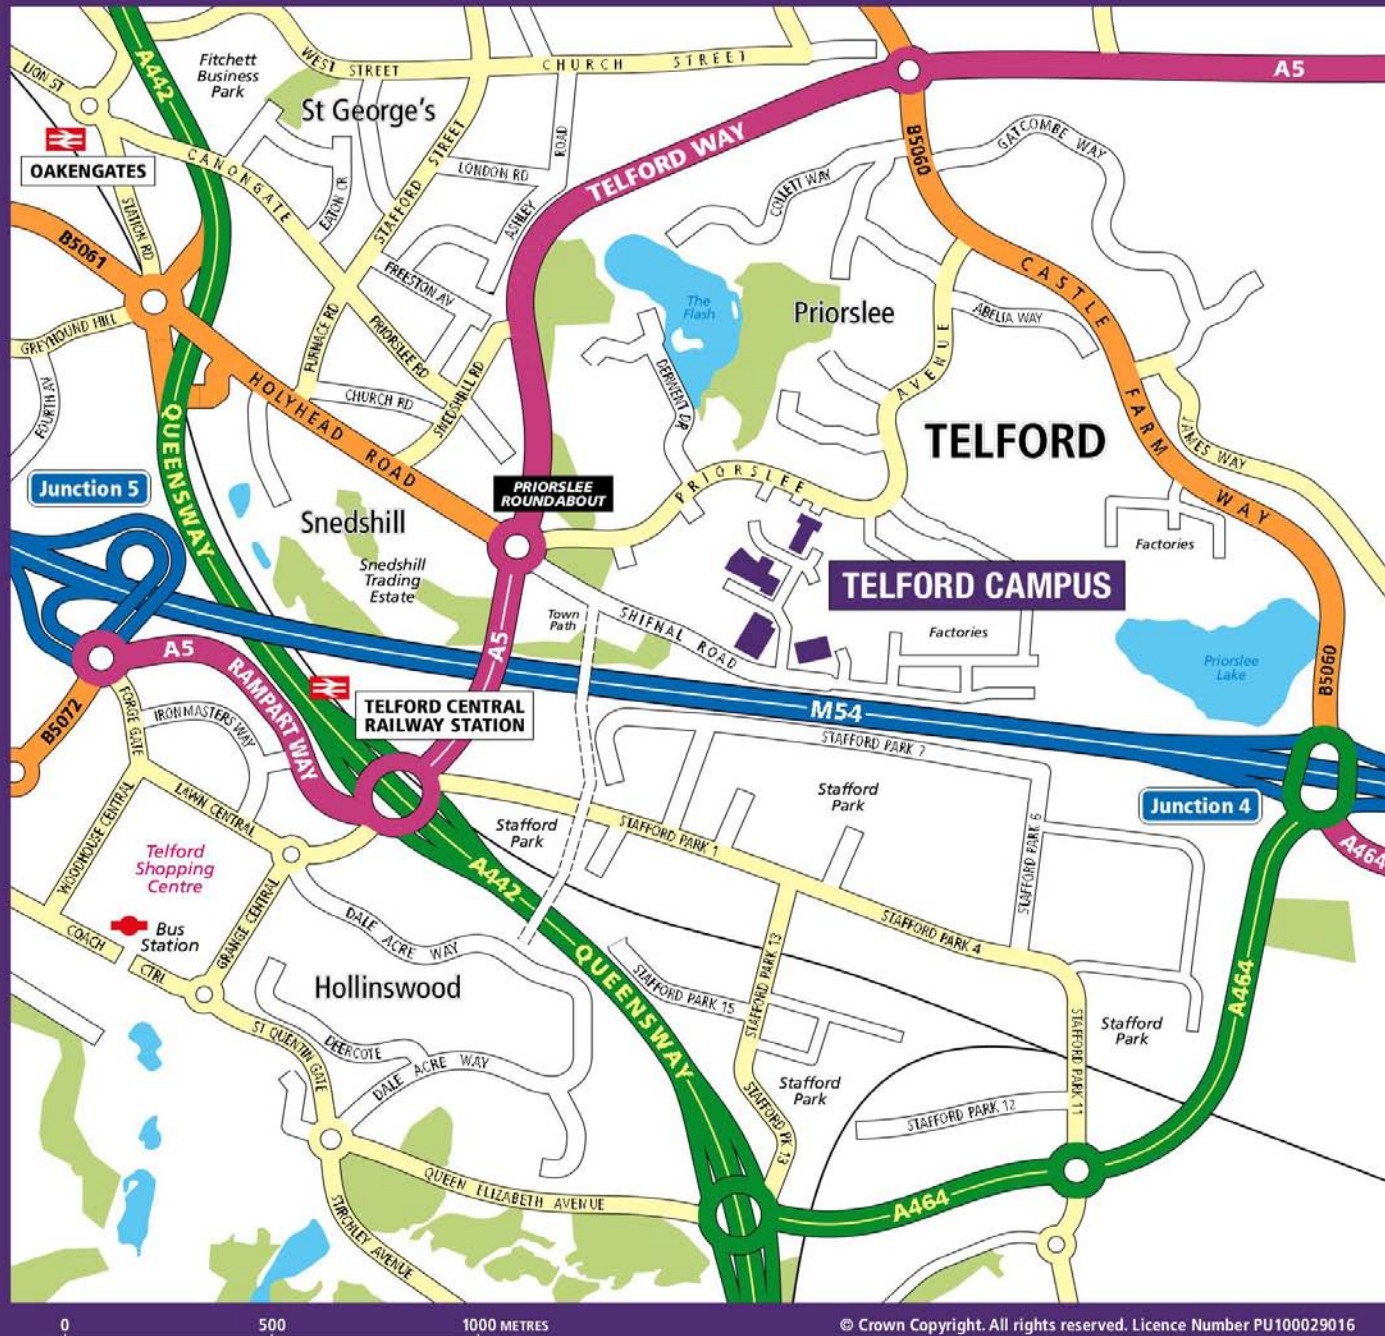 A442
LION ST
Fitchett
Business
Park
WEST STREET
CHURCH STREET
A5
St George's
OAKENGATES
CANONGATE
STAFFORD STREET
LONDON RD
ASHLEY ROAD
TELFORD WAY
B5060
GATCOMBE WAY
COLLETT WAY
EATON CR
STATION RD
B5061
FREESTON AV
The
Flash
Priorslee
CASTLE FARM WAY
ABELIA WAY
GREYHOUND HILL
FURNACE RD
PRIORSLEE RD
HOLYHEAD ROAD
CHURCH RD
SNEDSHILL RD
DERWENT DR
PRIORSLEE AVENUE
FOURTH AV
QUEENSWAY
TELFORD
JAMES WAY
Junction 5
PRIORSLEE
ROUNDABOUT
Snedshill
Snedshill
Trading
Estate
Factories
TELFORD CAMPUS
Town
Path
SHIFNAL ROAD
Factories
A5
A5
RAMPART WAY
Priorslee
Lake
B5060
B5072
FORGE GATE
IRONMASTERS WAY
TELFORD CENTRAL
RAILWAY STATION
M54
STAFFORD PARK 7
LAWN CENTRAL
WOODHOUSE CENTRAL
Stafford
Park
Stafford
Park
STAFFORD PARK 1
STAFFORD PARK 6
Junction 4
A464
Telford
Shopping
Centre
A442
GRANGE CENTRAL
Bus
Station
COACH
CTRL
DALE ACRE WAY
STAFFORD PARK 4
STAFFORD PARK 13
QUEENSWAY
STAFFORD PARK 15
Hollinswood
A464
ST QUENTIN GATE
DEERCOTE
DALE ACRE WAY
STAFFORD PARK 11
Stafford
Park
Stafford
Park
STAFFORD PK 13
STAFFORD PARK 12
QUEEN ELIZABETH AVENUE
A464
STIRCHLEY AVENUE
0 500 1000 METRES
© Crown Copyright. All rights reserved. Licence Number PU100029016